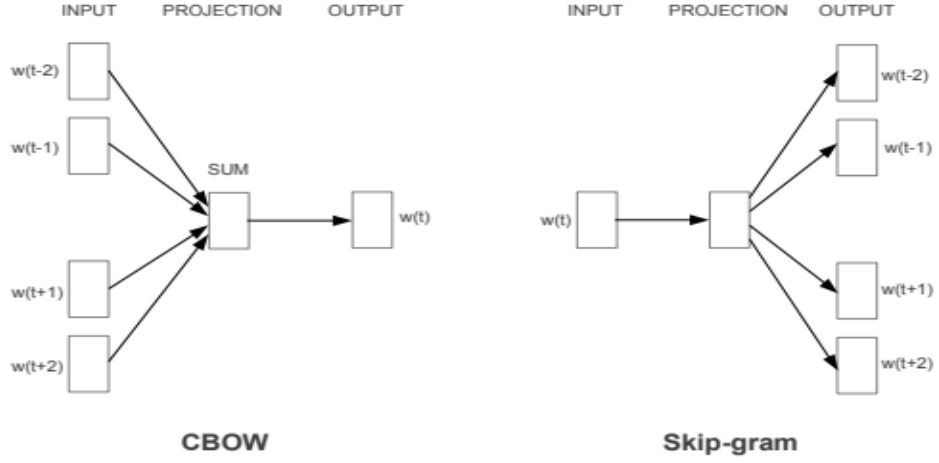 INPUT PROJECTION OUTPUT
w(t-2)
w(t-1)
SUM
w(t)
w(t+1)
w(t+2)
CBOW
INPUT PROJECTION OUTPUT
w(t-2)
w(t-1)
w(t)
w(t+1)
w(t+2)
Skip-gram